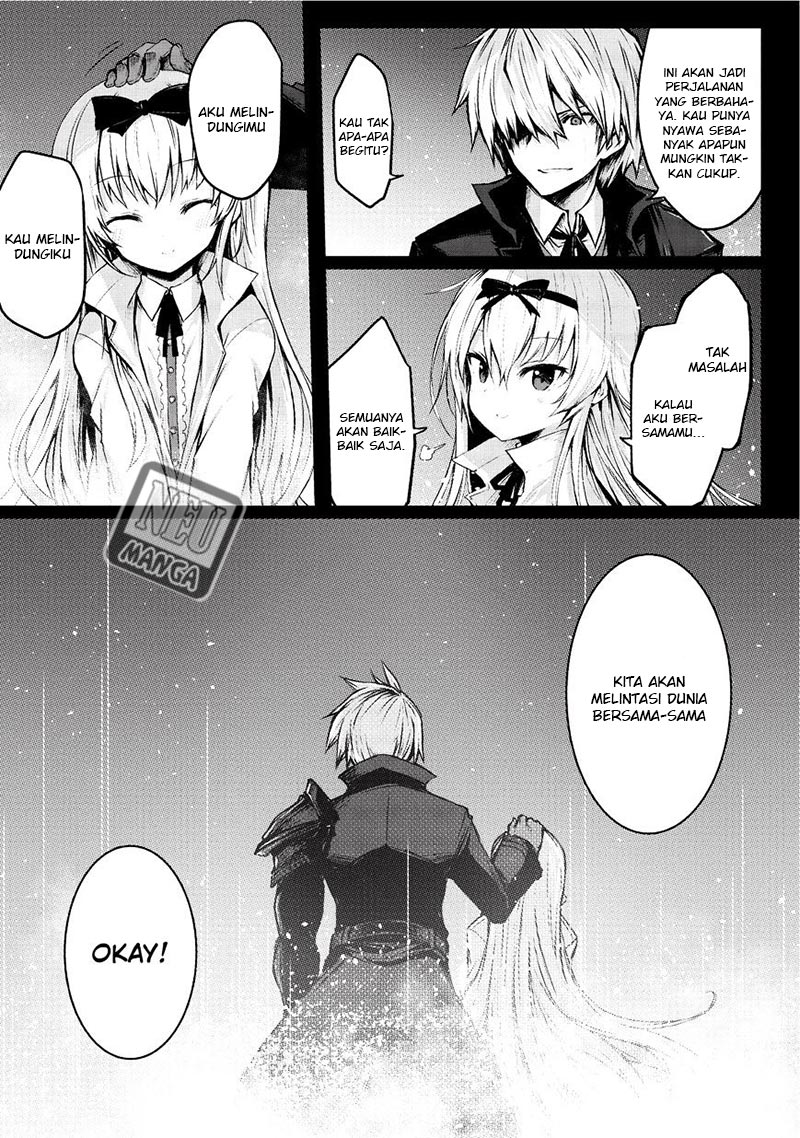 INI AKAN JADI
PERJALANAN
YANG BERBAHA-
YA. KAU PUNYA
NYAWA SEBA-
NYAK APAPUN
MUNGKIN TAK-
KAN CUKUP.
KAU TAK
APA-APA
BEGITU?
TAK
MASALAH
KALAU
AKU BER-
SAMAMU...
SEMUANYA
AKAN BAIK-
BAIK SAJA.
AKU MELIN-
DUNGIMU
KAU MELIN-
DUNGIKU
NEU
MANGA
KITA AKAN
MELINTASI DUNIA
BERSAMA-SAMA
OKAY!